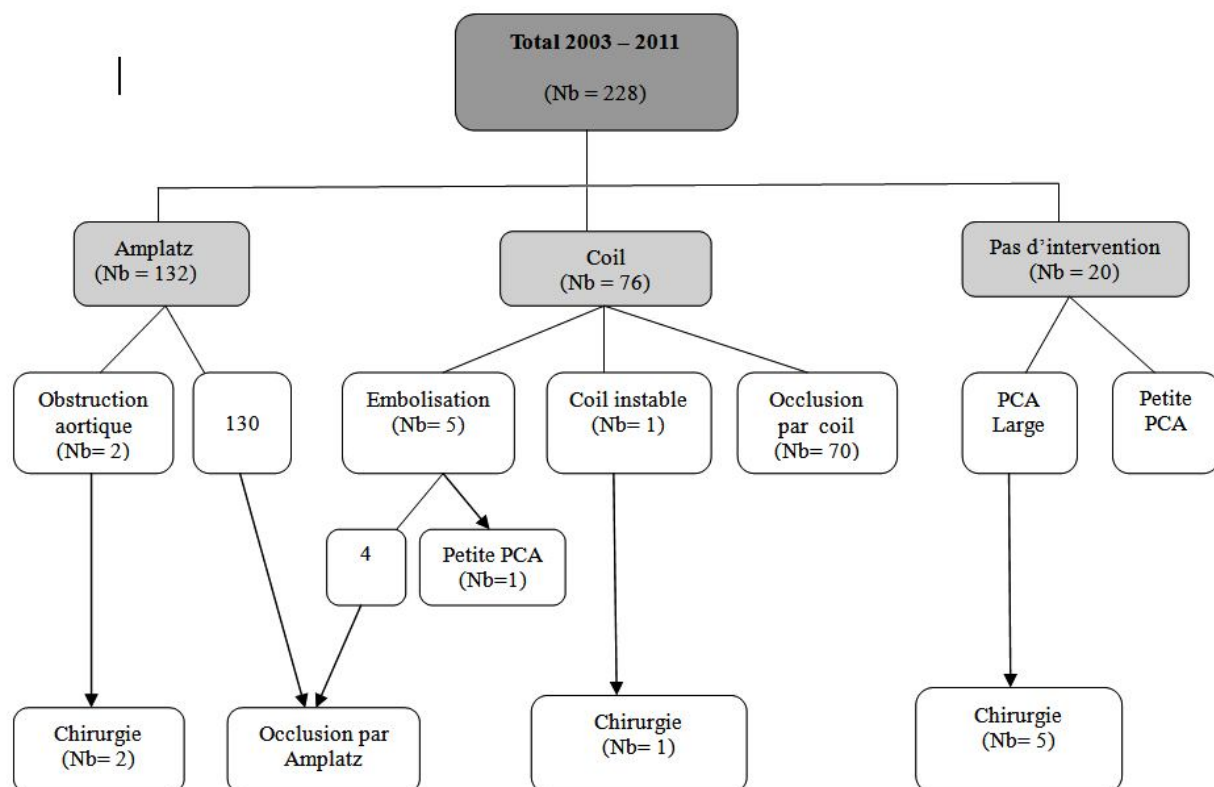 Total 2003 – 2011
(Nb = 228)
Amplatz
(Nb = 132)
Coil
(Nb = 76)
Pas d’intervention
(Nb = 20)
Obstruction
aortique
(Nb= 2)
130
Embolisation
(Nb= 5)
Coil instable
(Nb= 1)
Occlusion
par coil
(Nb= 70)
PCA
Large
Petite
PCA
4
Petite PCA
(Nb=1)
Chirurgie
(Nb= 2)
Occlusion par
Amplatz
Chirurgie
(Nb= 1)
Chirurgie
(Nb= 5)